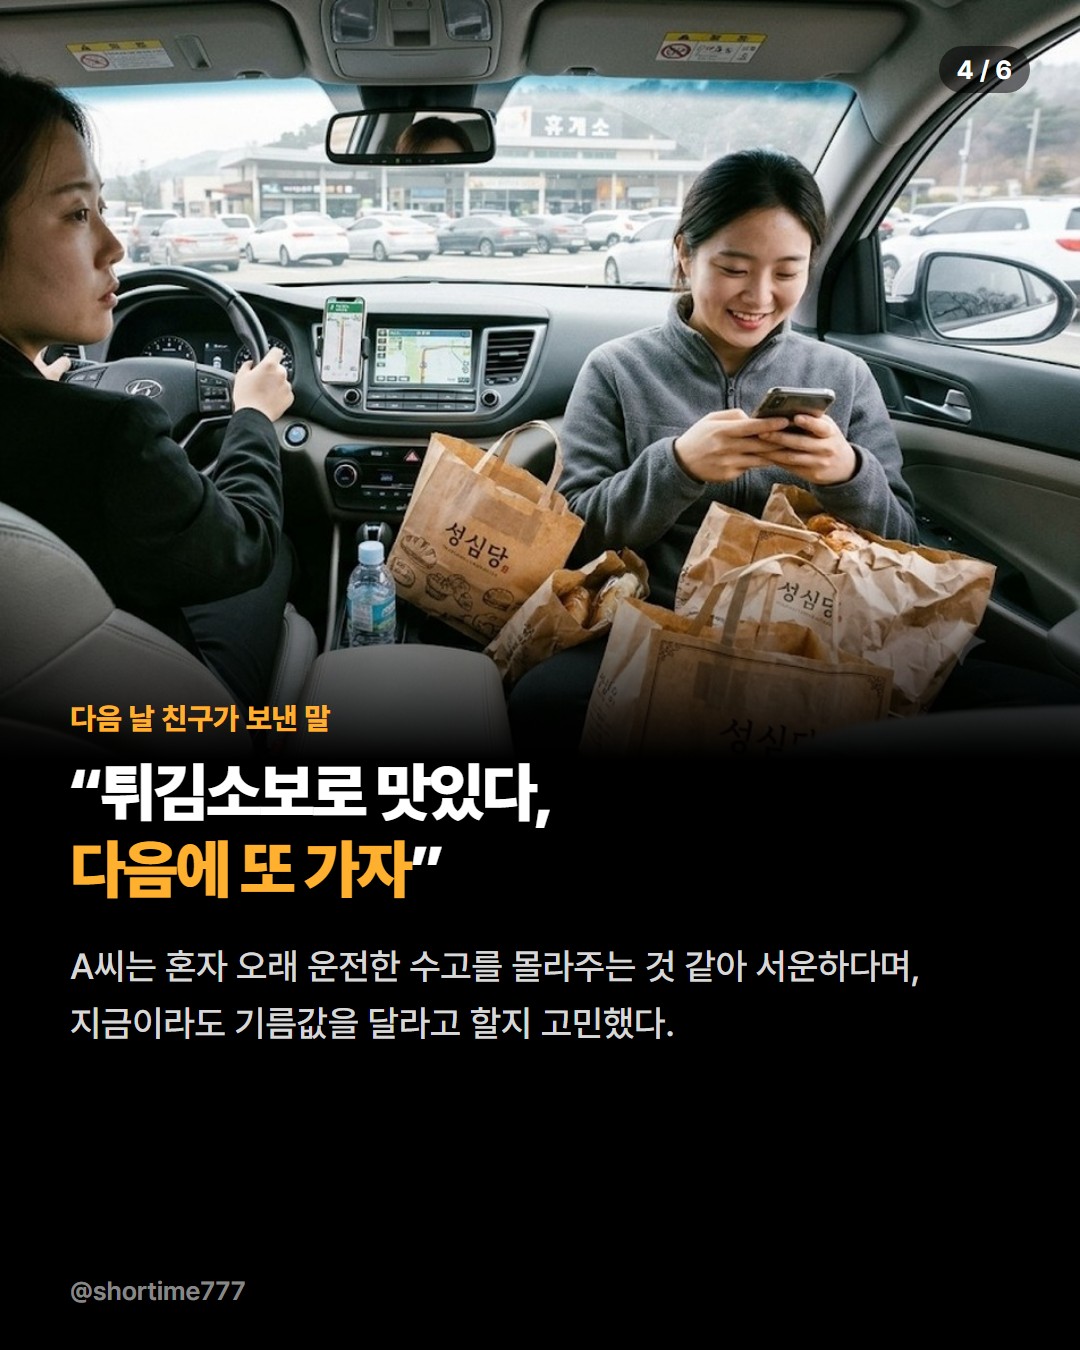 4 / 6
휴게소
성심당
성심당
성심당
다음 날 친구가 보낸 말
“튀김소보로 맛있다,
다음에 또 가자”
A씨는 혼자 오래 운전한 수고를 몰라주는 것 같아 서운하다며,
지금이라도 기름값을 달라고 할지 고민했다.
@shortime777